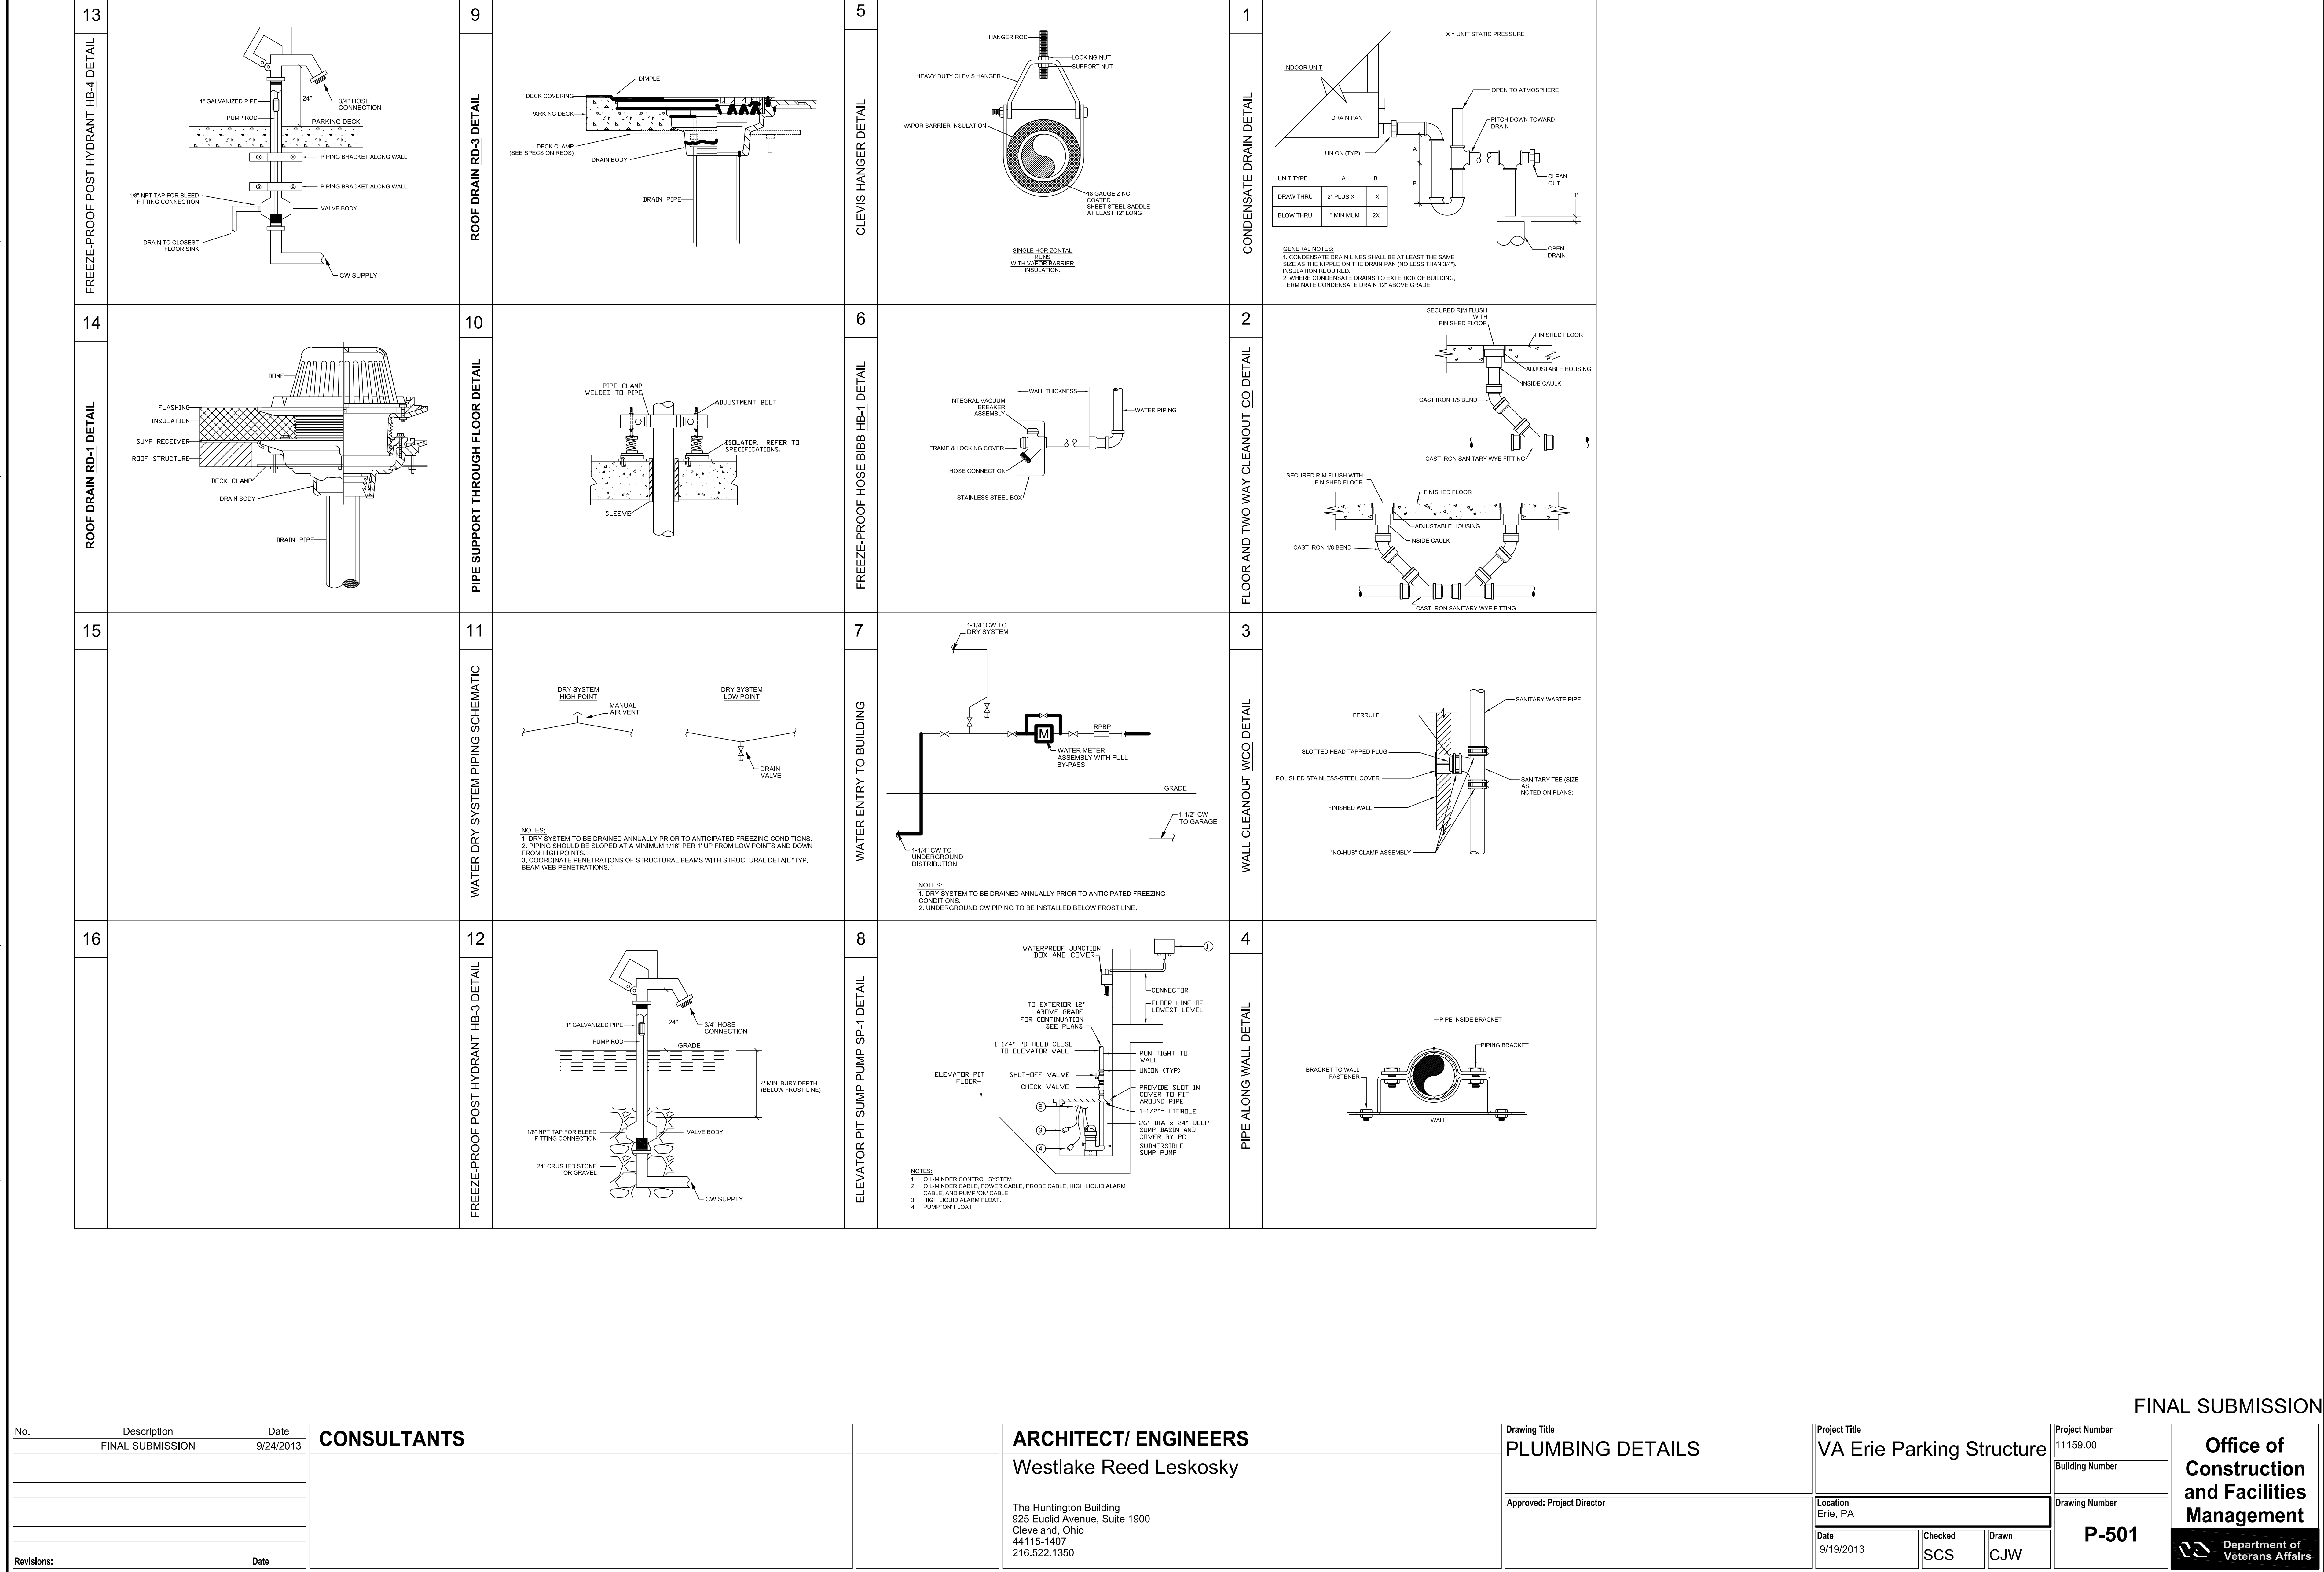 13
FREEZE-PROOF POST HYDRANT HB-4 DETAIL
1" GALVANIZED PIPE
24"
3/4" HOSE
CONNECTION
PUMP ROD
PARKING DECK
PIPING BRACKET ALONG WALL
PIPING BRACKET ALONG WALL
1/8" NPT TAP FOR BLEED
FITTING CONNECTION
VALVE BODY
DRAIN TO CLOSEST
FLOOR SINK
CW SUPPLY
9
ROOF DRAIN RD-3 DETAIL
DIMPLE
DECK COVERING
PARKING DECK
DECK CLAMP
(SEE SPECS ON REQS)
DRAIN BODY
DRAIN PIPE
5
CLEVIS HANGER DETAIL
HANGER ROD
LOCKING NUT
SUPPORT NUT
HEAVY DUTY CLEVIS HANGER
VAPOR BARRIER INSULATION
18 GAUGE ZINC
COATED
SHEET STEEL SADDLE
AT LEAST 12" LONG
SINGLE HORIZONTAL
RUNS
WITH VAPOR BARRIER
INSULATION.
1
CONDENSATE DRAIN DETAIL
X = UNIT STATIC PRESSURE
INDOOR UNIT
OPEN TO ATMOSPHERE
DRAIN PAN
PITCH DOWN TOWARD
DRAIN.
UNION (TYP)
A
B
CLEAN
OUT
1"
UNIT TYPE A B
DRAW THRU 2" PLUS X X
BLOW THRU 1" MINIMUM 2X
OPEN
DRAIN
GENERAL NOTES:
1. CONDENSATE DRAIN LINES SHALL BE AT LEAST THE SAME
SIZE AS THE NIPPLE ON THE DRAIN PAN (NO LESS THAN 3/4").
INSULATION REQUIRED.
2. WHERE CONDENSATE DRAINS TO EXTERIOR OF BUILDING,
TERMINATE CONDENSATE DRAIN 12" ABOVE GRADE.
14
ROOF DRAIN RD-1 DETAIL
DOME
FLASHING
INSULATION
SUMP RECEIVER
ROOF STRUCTURE
DECK CLAMP
DRAIN BODY
DRAIN PIPE
10
PIPE SUPPORT THROUGH FLOOR DETAIL
PIPE CLAMP
WELDED TO PIPE
ADJUSTMENT BOLT
ISOLATOR. REFER TO
SPECIFICATIONS.
SLEEVE
6
FREEZE-PROOF HOSE BIBB HB-1 DETAIL
WALL THICKNESS
INTEGRAL VACUUM
BREAKER
ASSEMBLY
WATER PIPING
FRAME & LOCKING COVER
HOSE CONNECTION
STAINLESS STEEL BOX
2
FLOOR AND TWO WAY CLEANOUT CO DETAIL
SECURED RIM FLUSH
WITH
FINISHED FLOOR
FINISHED FLOOR
ADJUSTABLE HOUSING
INSIDE CAULK
CAST IRON 1/8 BEND
CAST IRON SANITARY WYE FITTING
SECURED RIM FLUSH WITH
FINISHED FLOOR
FINISHED FLOOR
ADJUSTABLE HOUSING
INSIDE CAULK
CAST IRON 1/8 BEND
CAST IRON SANITARY WYE FITTING
15
11
WATER DRY SYSTEM PIPING SCHEMATIC
DRY SYSTEM
HIGH POINT
MANUAL
AIR VENT
DRY SYSTEM
LOW POINT
DRAIN
VALVE
NOTES:
1. DRY SYSTEM TO BE DRAINED ANNUALLY PRIOR TO ANTICIPATED FREEZING CONDITIONS.
2. PIPING SHOULD BE SLOPED AT A MINIMUM 1/16" PER 1' UP FROM LOW POINTS AND DOWN
FROM HIGH POINTS.
3. COORDINATE PENETRATIONS OF STRUCTURAL BEAMS WITH STRUCTURAL DETAIL "TYP.
BEAM WEB PENETRATIONS."
7
WATER ENTRY TO BUILDING
1-1/4" CW TO
DRY SYSTEM
M
RPBP
WATER METER
ASSEMBLY WITH FULL
BY-PASS
GRADE
1-1/2" CW
TO GARAGE
1-1/4" CW TO
UNDERGROUND
DISTRIBUTION
NOTES:
1. DRY SYSTEM TO BE DRAINED ANNUALLY PRIOR TO ANTICIPATED FREEZING
CONDITIONS.
2. UNDERGROUND CW PIPING TO BE INSTALLED BELOW FROST LINE.
3
WALL CLEANOUT WCO DETAIL
SANITARY WASTE PIPE
FERRULE
SLOTTED HEAD TAPPED PLUG
POLISHED STAINLESS-STEEL COVER
SANITARY TEE (SIZE
AS
NOTED ON PLANS)
FINISHED WALL
"NO-HUB" CLAMP ASSEMBLY
16
12
FREEZE-PROOF POST HYDRANT HB-3 DETAIL
1" GALVANIZED PIPE
24"
3/4" HOSE
CONNECTION
PUMP ROD
GRADE
4' MIN. BURY DEPTH
(BELOW FROST LINE)
1/8" NPT TAP FOR BLEED
FITTING CONNECTION
VALVE BODY
24" CRUSHED STONE
OR GRAVEL
CW SUPPLY
8
ELEVATOR PIT SUMP PUMP SP-1 DETAIL
WATERPROOF JUNCTION
BOX AND COVER
1
CONNECTOR
TO EXTERIOR 12"
ABOVE GRADE
FOR CONTINUATION
SEE PLANS
FLOOR LINE OF
LOWEST LEVEL
1-1/4" PD HOLD CLOSE
TO ELEVATOR WALL
RUN TIGHT TO
WALL
UNION (TYP)
ELEVATOR PIT
FLOOR
SHUT-OFF VALVE
CHECK VALVE
PROVIDE SLOT IN
COVER TO FIT
AROUND PIPE
2
1-1/2"- LIFHOLE
3
26" DIA x 24" DEEP
SUMP BASIN AND
COVER BY PC
4
SUBMERSIBLE
SUMP PUMP
NOTES:
1. OIL-MINDER CONTROL SYSTEM
2. OIL-MINDER CABLE, POWER CABLE, PROBE CABLE, HIGH LIQUID ALARM
CABLE, AND PUMP 'ON' CABLE.
3. HIGH LIQUID ALARM FLOAT.
4. PUMP 'ON' FLOAT.
4
PIPE ALONG WALL DETAIL
PIPE INSIDE BRACKET
PIPING BRACKET
BRACKET TO WALL
FASTENER
WALL
FINAL SUBMISSION
No. Description Date
FINAL SUBMISSION 9/24/2013
Revisions: Date
CONSULTANTS
ARCHITECT/ ENGINEERS
Westlake Reed Leskosky
The Huntington Building
925 Euclid Avenue, Suite 1900
Cleveland, Ohio
44115-1407
216.522.1350
Drawing Title
PLUMBING DETAILS
Approved: Project Director
Project Title
VA Erie Parking Structure
Location
Erie, PA
Date
9/19/2013
Checked
SCS
Drawn
CJW
Project Number
11159.00
Building Number
Drawing Number
P-501
Office of
Construction
and Facilities
Management
VA Department of
Veterans Affairs